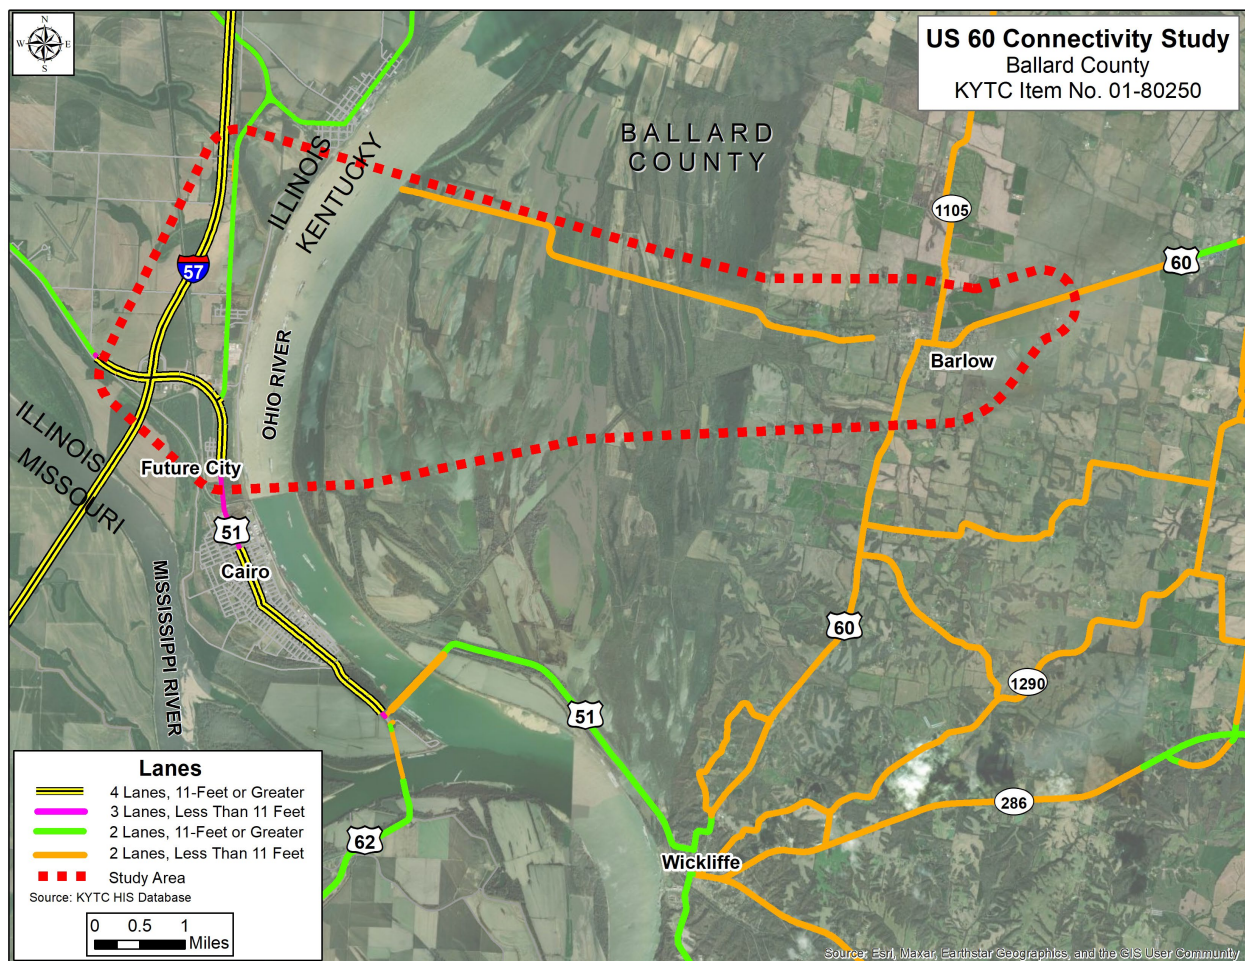 N
W E
S
US 60 Connectivity Study
Ballard County
KYTC Item No. 01-80250
BALLARD
COUNTY
ILLINOIS
KENTUCKY
1105
57
60
OHIO RIVER
Barlow
ILLINOIS
MISSOURI
Future City
51
Cairo
MISSISSIPPI RIVER
60
1290
51
286
62
Wickliffe
Lanes
4 Lanes, 11-Feet or Greater
3 Lanes, Less Than 11 Feet
2 Lanes, 11-Feet or Greater
2 Lanes, Less Than 11 Feet
Study Area
Source: KYTC HIS Database
0 0.5 1
Miles
Source: Esri, Maxar, Earthstar Geographics, and the GIS User Community